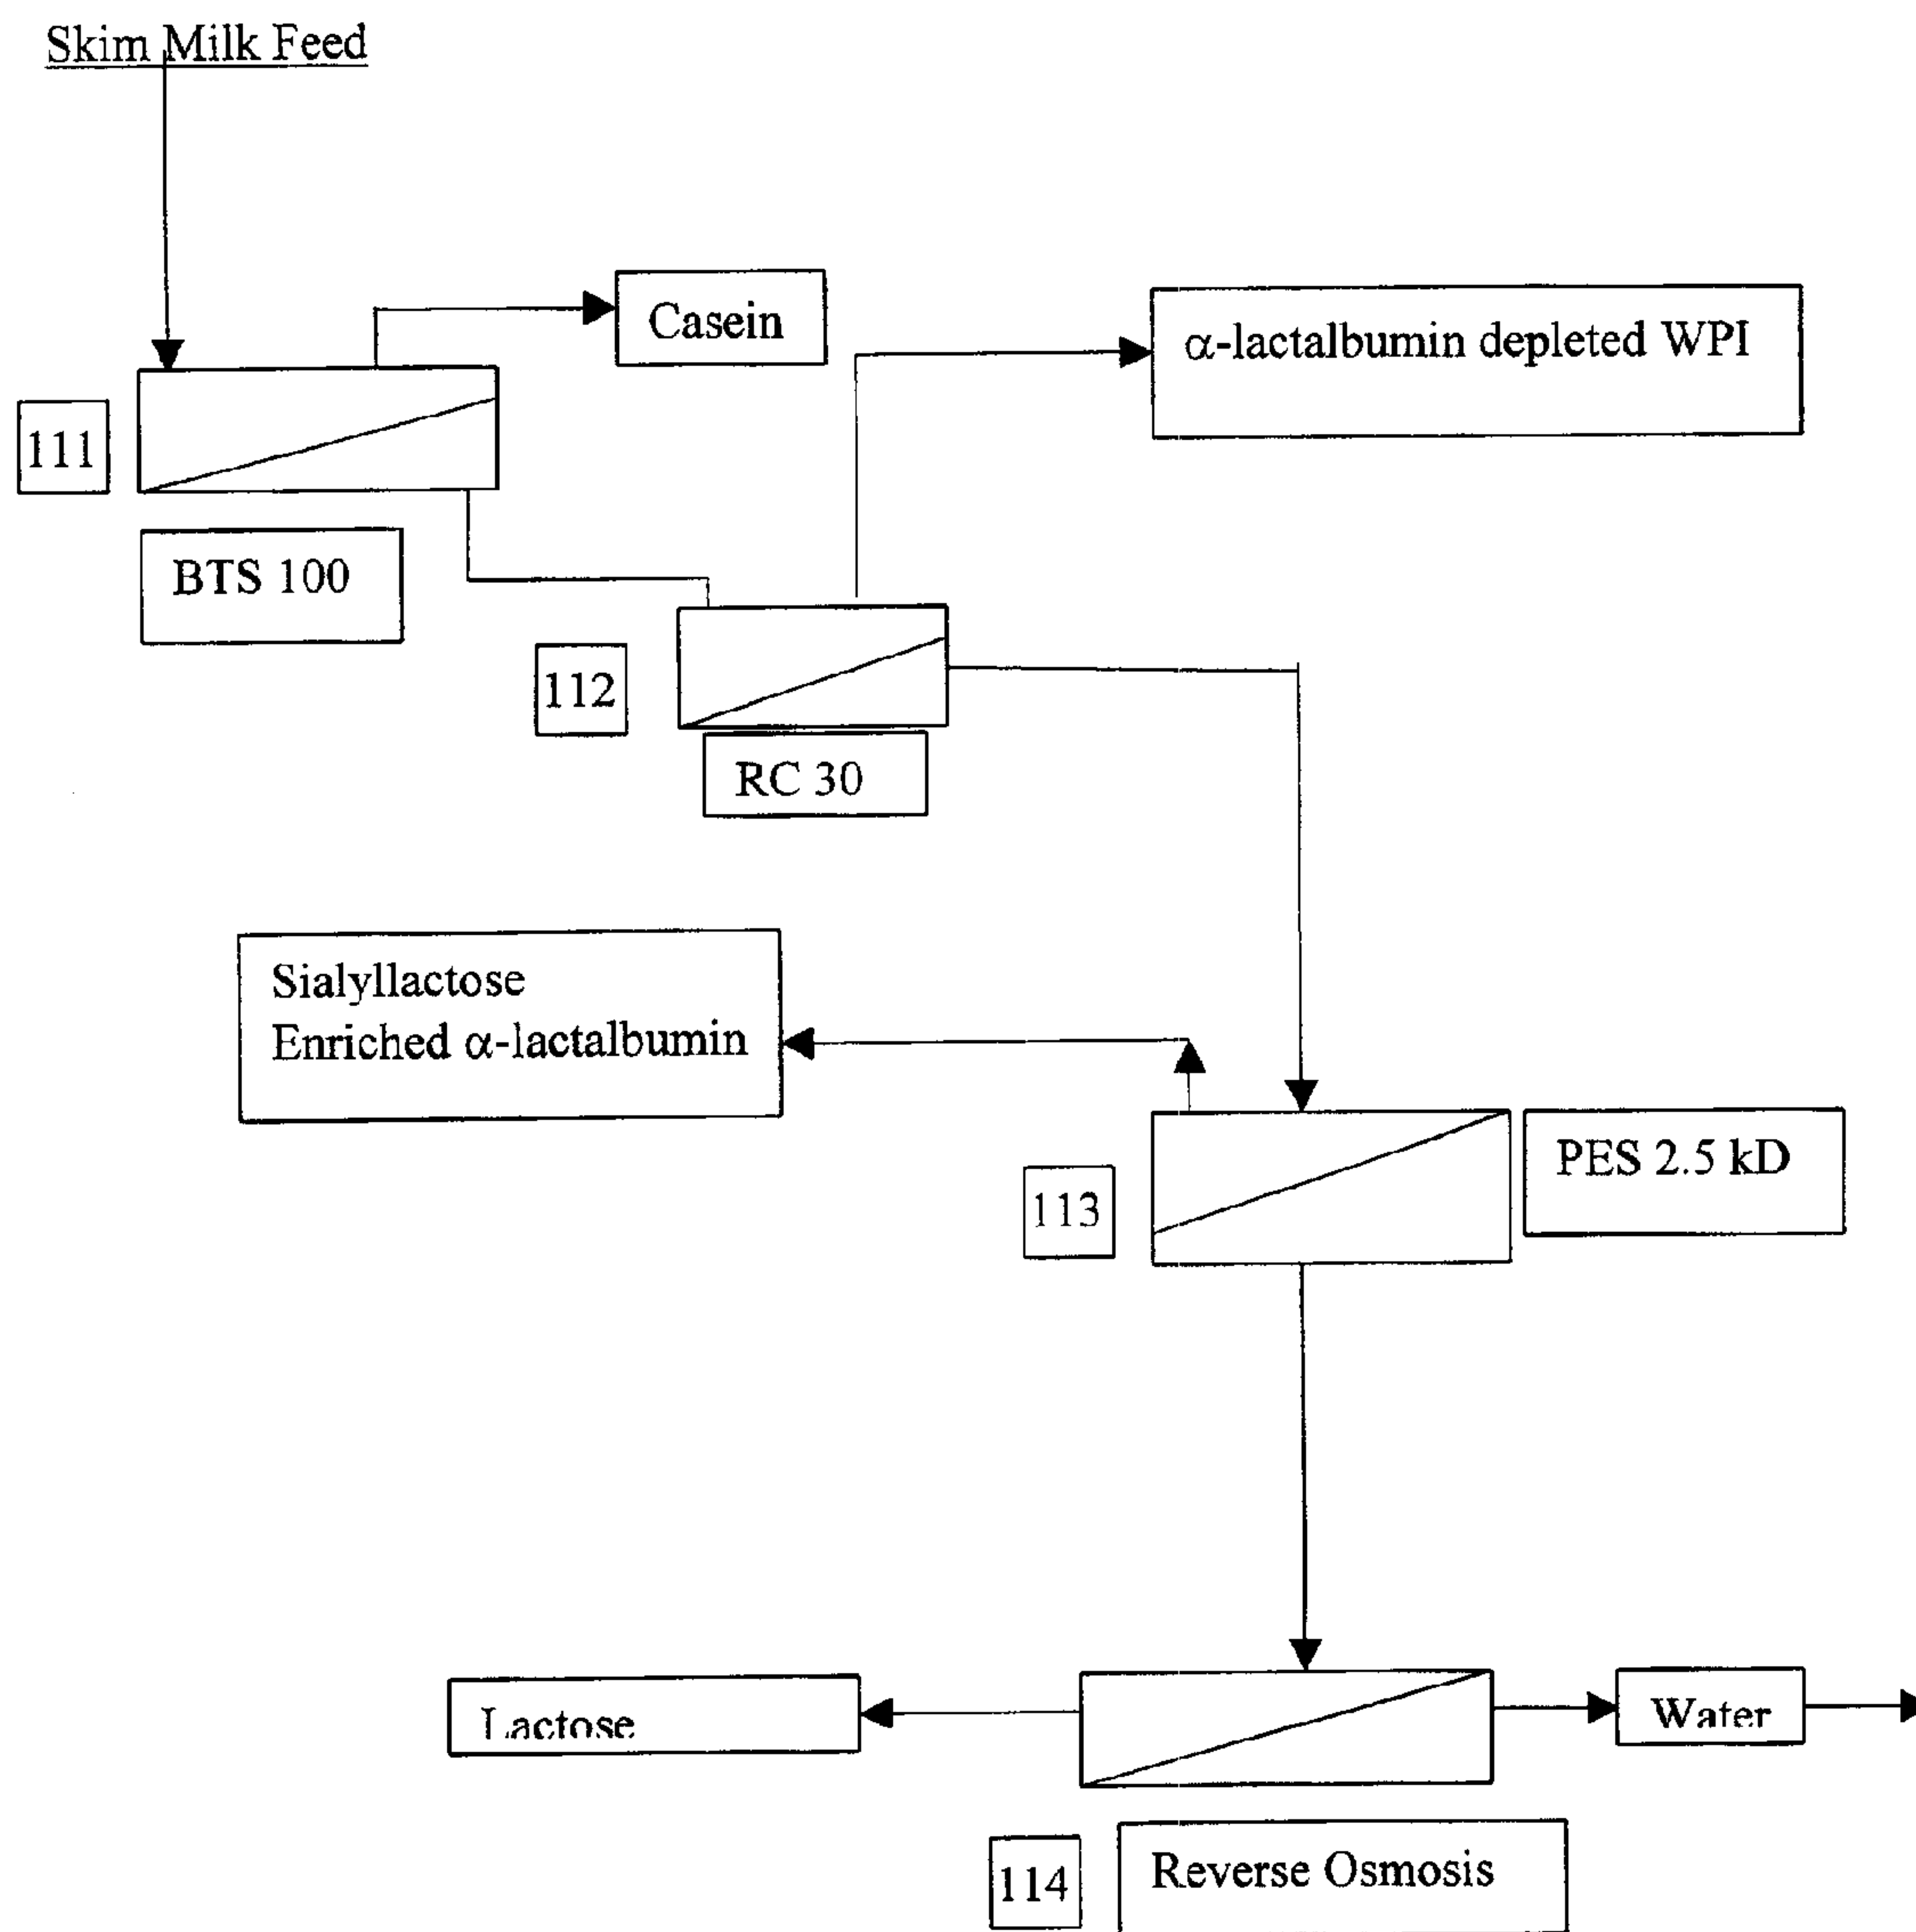 Skim Milk Feed
Casein
α-lactalbumin depleted WPI
111
BTS 100
112
RC 30
Sialyllactose
Enriched α-lactalbumin
PES 2.5 kD
113
Lactose
Water
114
Reverse Osmosis